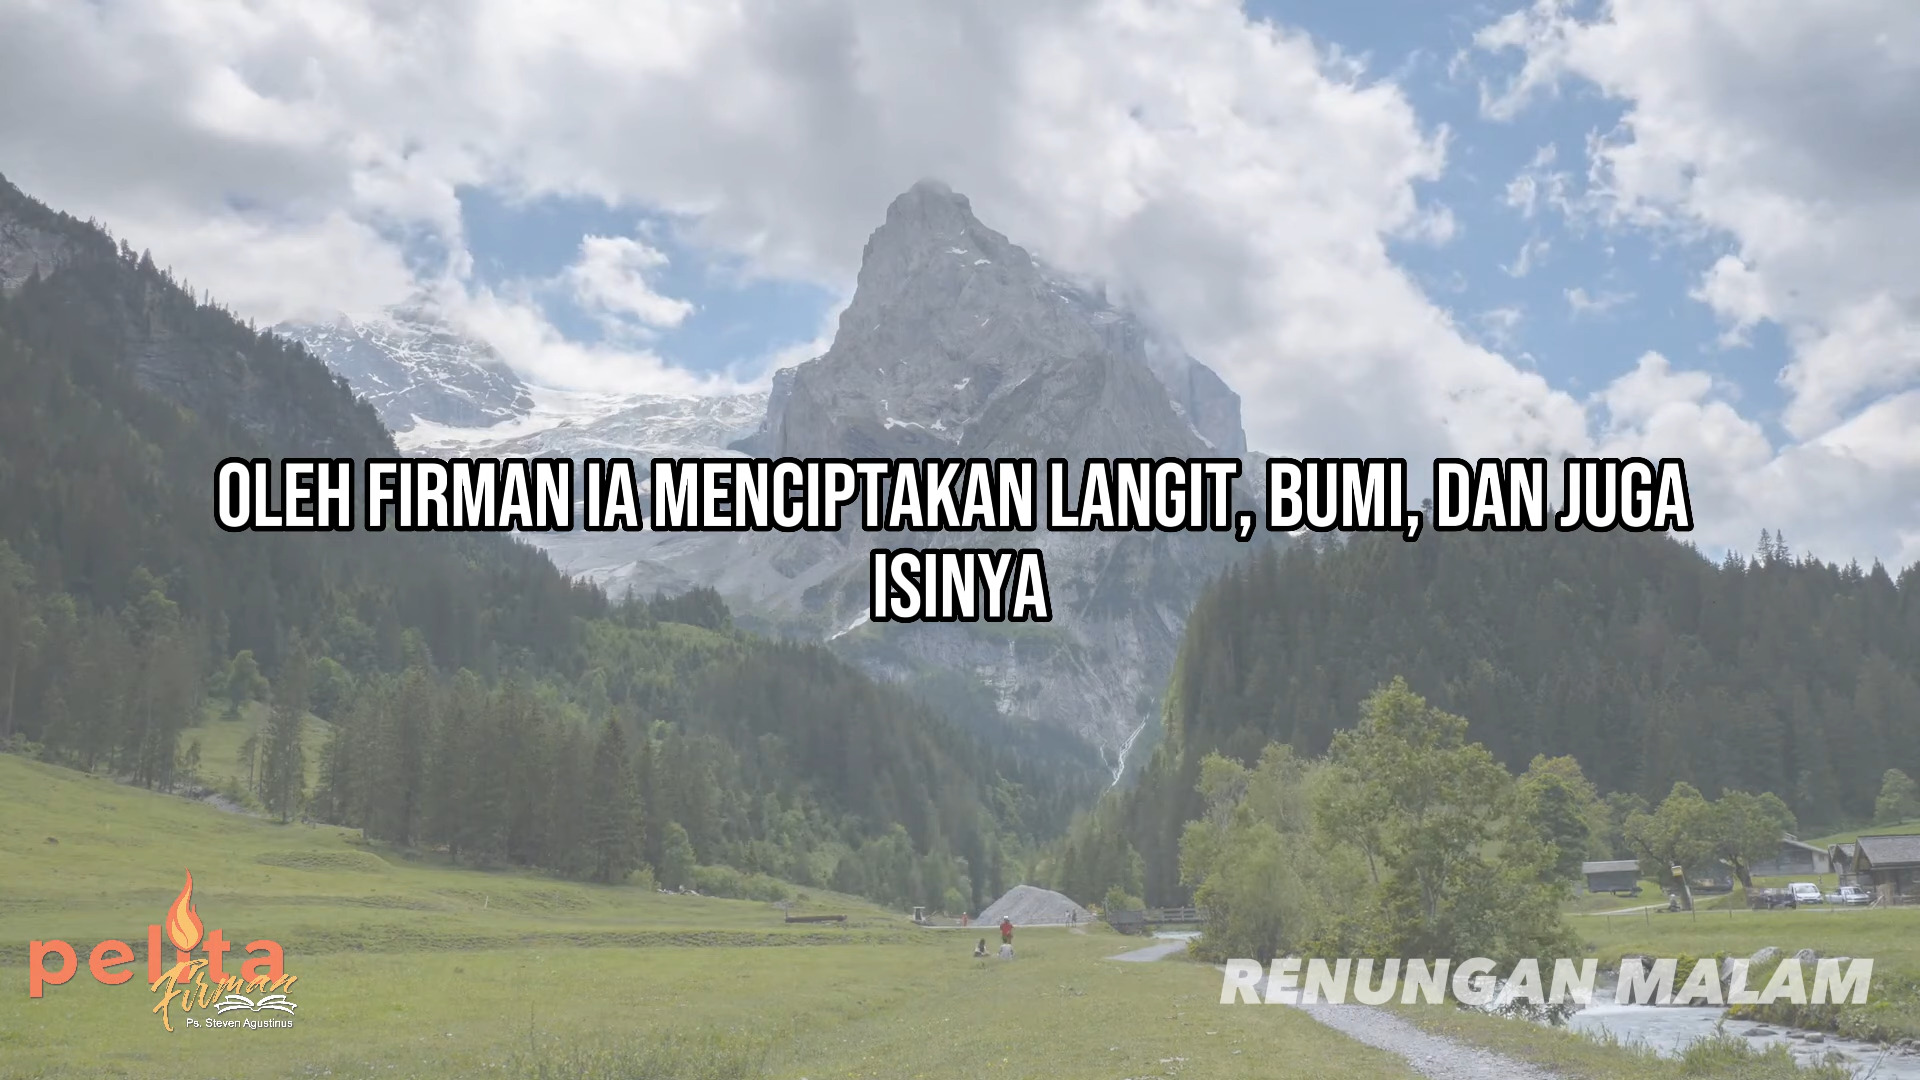 OLEH FIRMAN IA MENCIPTAKAN LANGIT, BUMI, DAN JUGA
ISINYA
pelita
Firman
Ps. Steven Agustinus
RENUNGAN MALAM